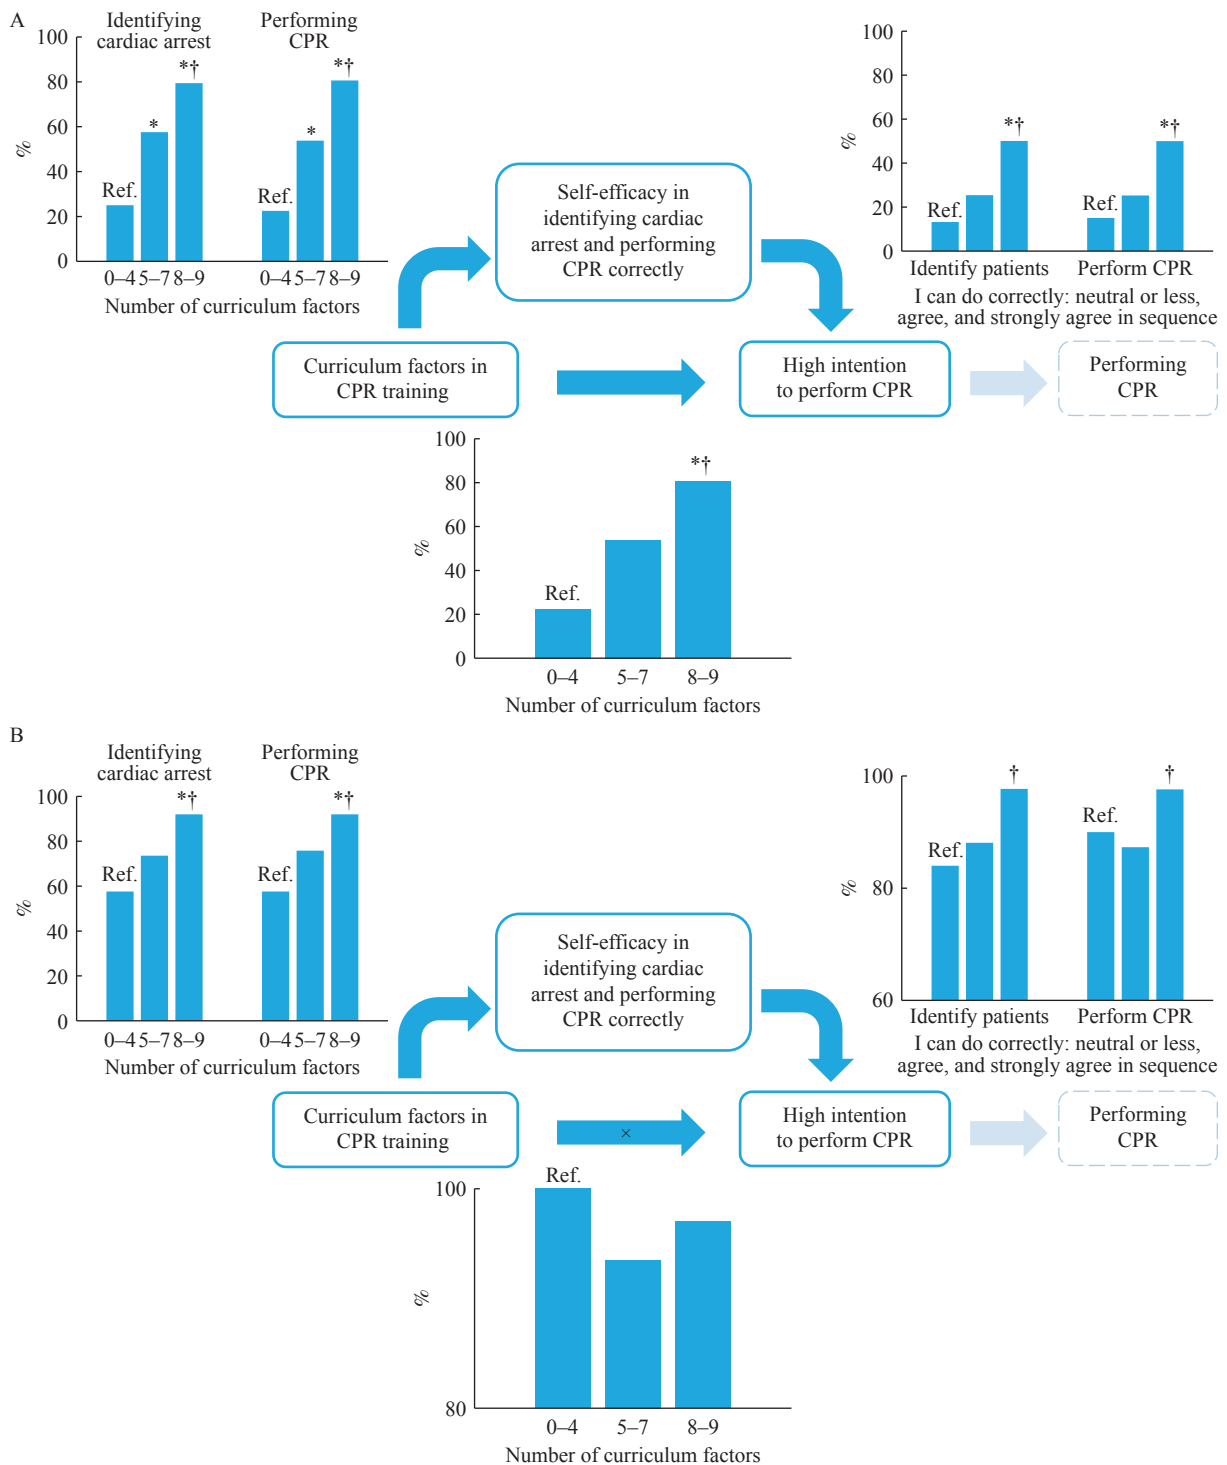 A
Identifying
cardiac arrest
Performing
CPR
100
80
60
40
20
0
%
Ref.
*
*†
Ref.
*
*†
0–4 5–7 8–9
0–4 5–7 8–9
Number of curriculum factors
Self-efficacy in
identifying cardiac
arrest and performing
CPR correctly
100
80
60
40
20
0
%
Ref.
*†
Ref.
*†
Identify patients
Perform CPR
I can do correctly: neutral or less,
agree, and strongly agree in sequence
Curriculum factors in
CPR training
High intention
to perform CPR
Performing
CPR
100
80
60
40
20
0
%
Ref.
*†
0–4
5–7
8–9
Number of curriculum factors
B
Identifying
cardiac arrest
Performing
CPR
100
80
60
40
20
0
%
Ref.
*†
Ref.
*†
0–4 5–7 8–9
0–4 5–7 8–9
Number of curriculum factors
Self-efficacy in
identifying cardiac
arrest and performing
CPR correctly
100
80
60
%
Ref.
†
Ref.
†
Identify patients
Perform CPR
I can do correctly: neutral or less,
agree, and strongly agree in sequence
Curriculum factors in
CPR training
×
High intention
to perform CPR
Performing
CPR
100
80
%
Ref.
0–4
5–7
8–9
Number of curriculum factors